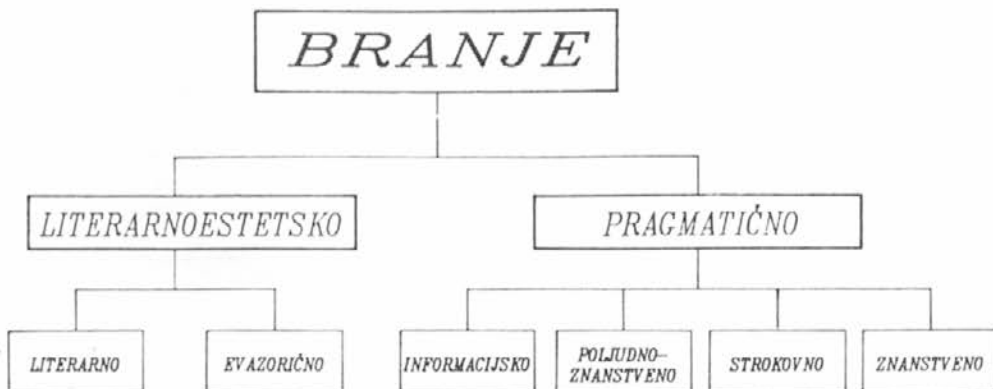 BRANJE
LITERARNOESTETSKO
PRAGMATIČNO
LITERARNO
EVAZORIČNO
INFORMACIJSKO
POLJUDNO-
ZNANSTVENO
STROKOVNO
ZNANSTVENO